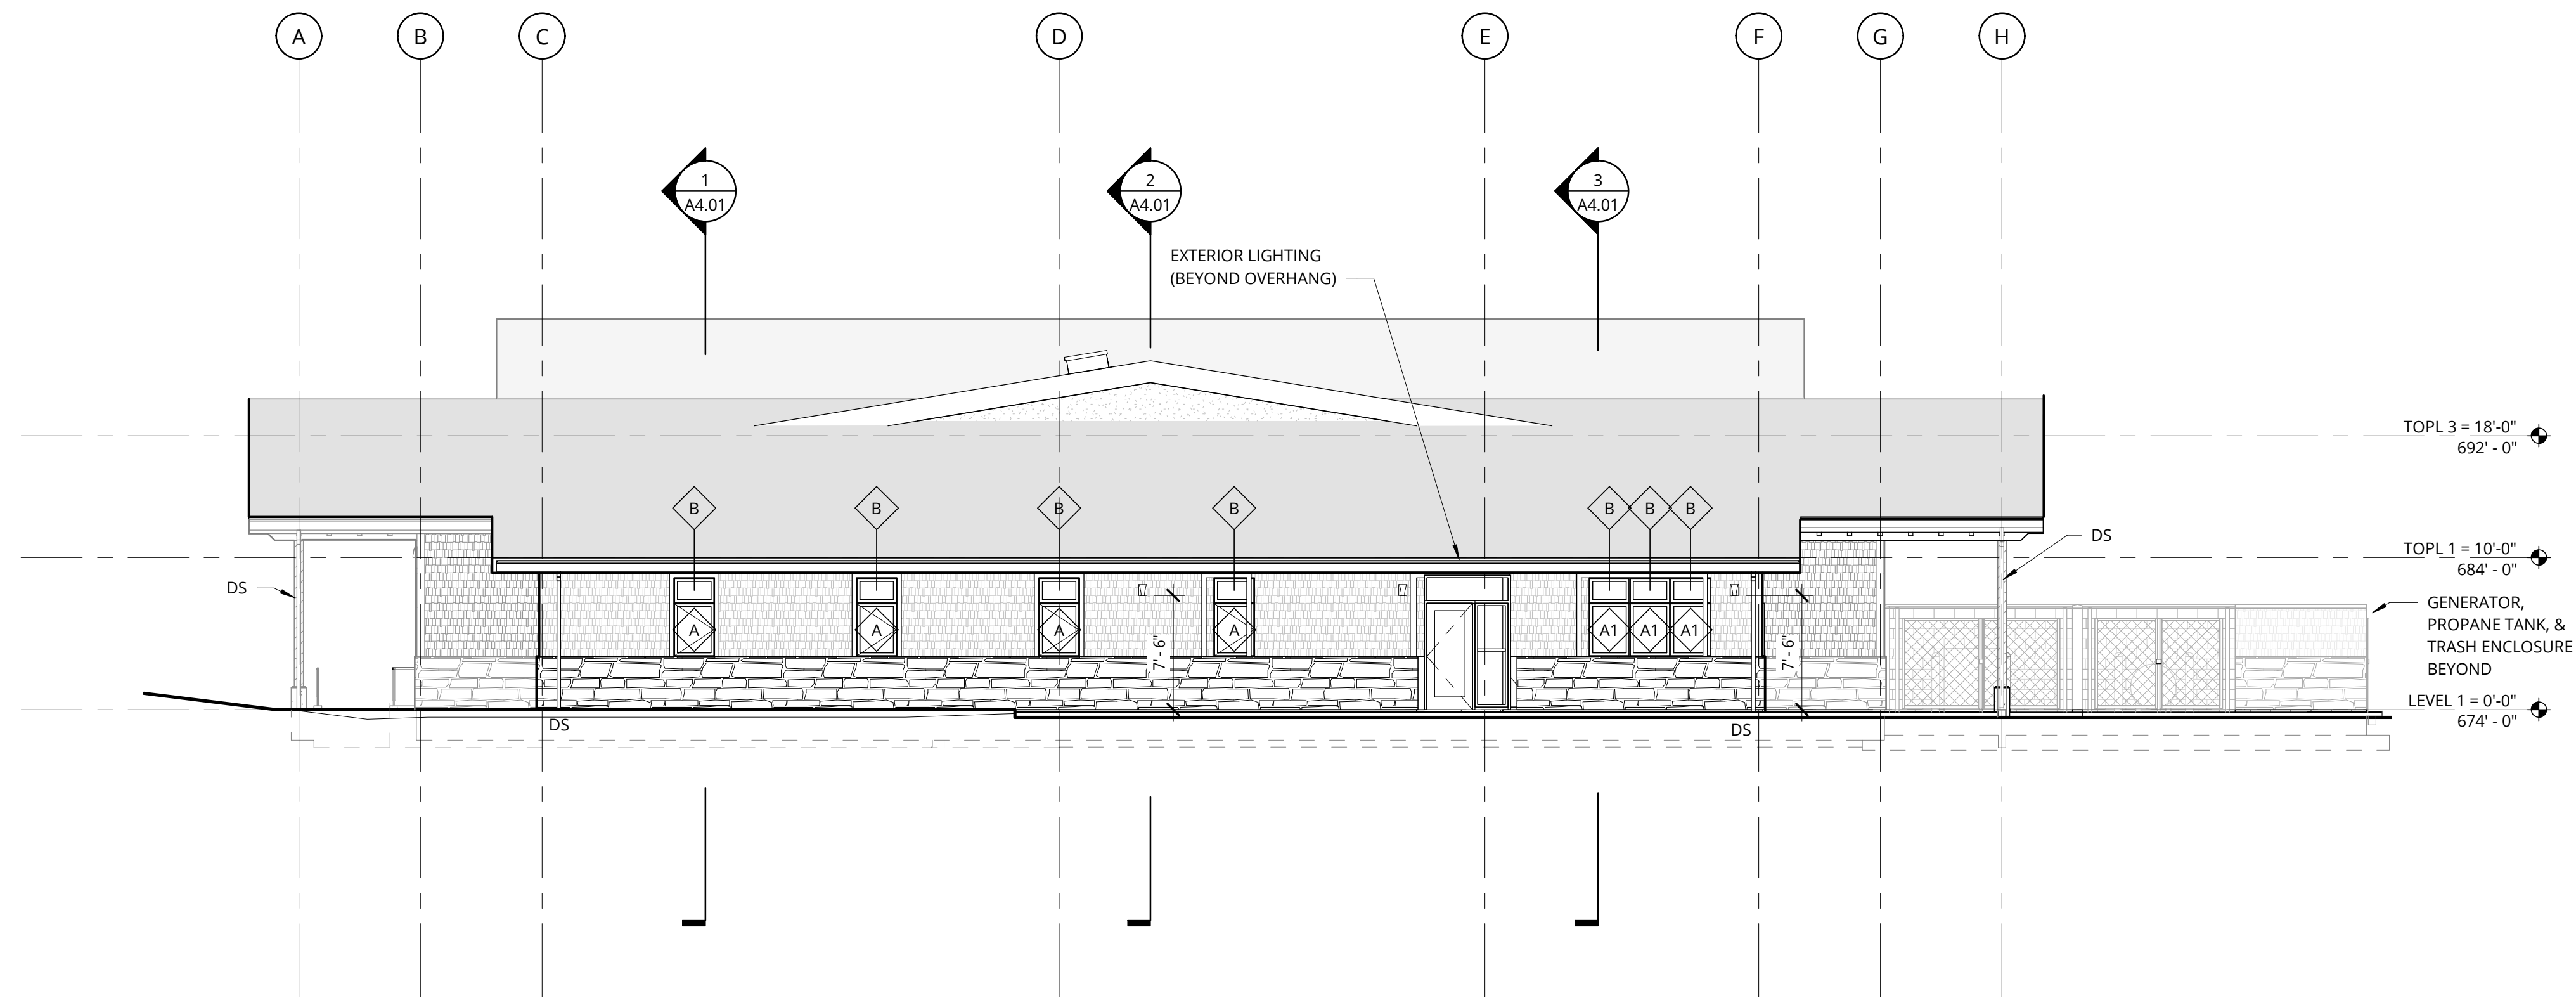 A B C D E F G H
1 2 3
A4.01 A4.01 A4.01
EXTERIOR LIGHTING
(BEYOND OVERHANG)
TOPL 3 = 18'-0"
692' - 0"
B B B B B B B
DS
TOPL 1 = 10'-0"
684' - 0"
DS
GENERATOR,
PROPANE TANK, &
TRASH ENCLOSURE
BEYOND
A A A A A1 A1 A1
7' - 6" 7' - 6"
LEVEL 1 = 0'-0"
674' - 0"
DS DS